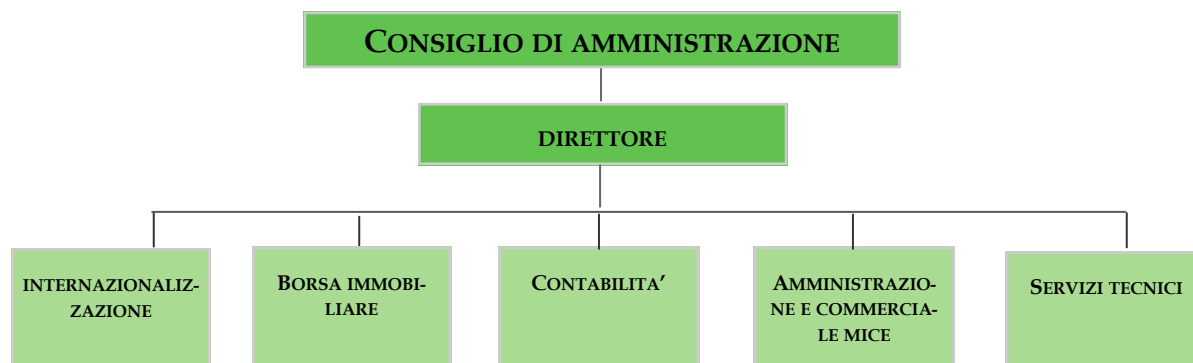 CONSIGLIO DI AMMINISTRAZIONE
DIRETTORE
INTERNAZIONALIZ-
ZAZIONE
BORSA IMMOBI-
LIARE
CONTABILITA’
AMMINISTRAZIO-
NE E COMMERCIA-
LE MICE
SERVIZI TECNICI